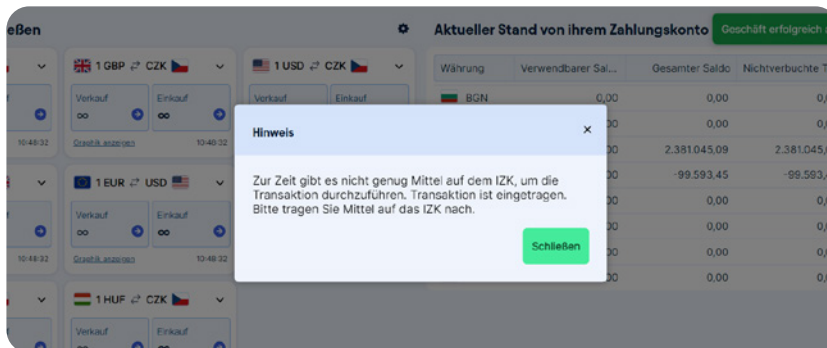 eßen
Aktueller Stand von ihrem Zahlungskonto
Geschäft erfolgreich
1 GBP ⇄ CZK
1 USD ⇄ CZK
Währung Verwendbarer Sal... Gesamter Saldo Nichtverbuchte T
Verkauf Einkauf
Verkauf Einkauf
BGN 0,00 0,00 0,
∞ ∞
0,00 0,
10:48:32 Graphik anzeigen 10:48:32
2.381.045,09 2.381.045,
-99.593,45 -99.593,
1 EUR ⇄ USD
0,00 0,
Verkauf Einkauf
∞ ∞
0,00 0,
10:48:32 Graphik anzeigen 10:48:32
0,00 0,
0,00 0,
1 HUF ⇄ CZK
Verkauf Einkauf
Hinweis
Zur Zeit gibt es nicht genug Mittel auf dem IZK, um die
Transaktion durchzuführen. Transaktion ist eingetragen.
Bitte tragen Sie Mittel auf das IZK nach.
Schließen